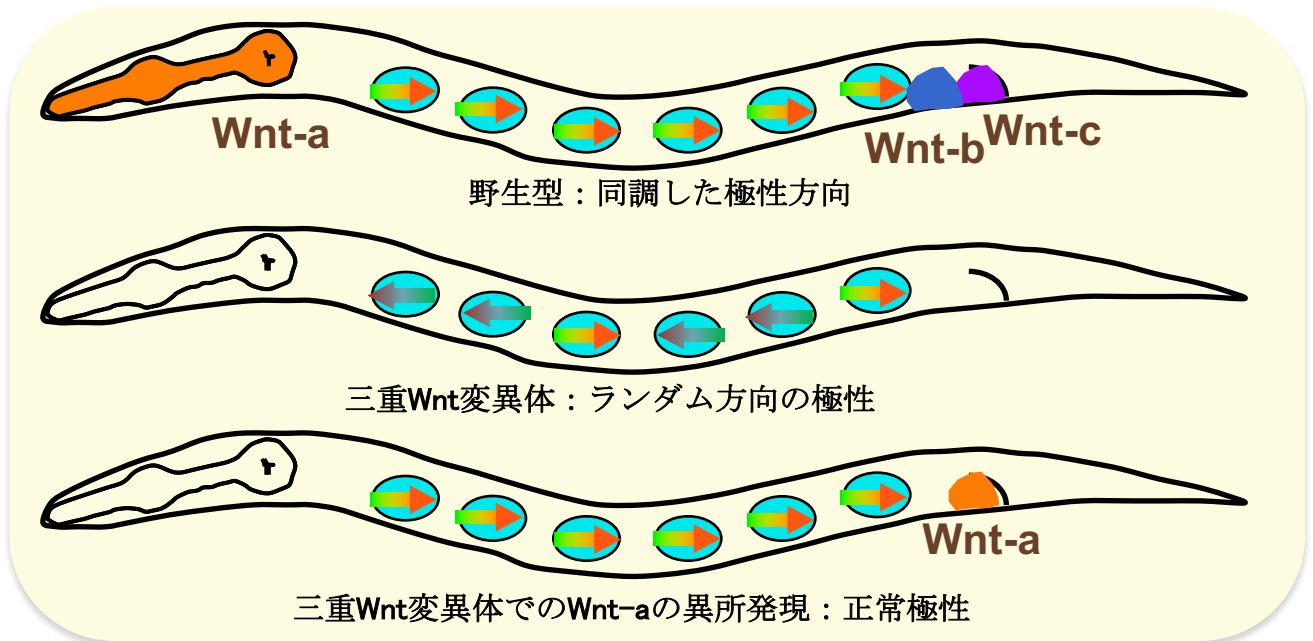 Wnt-a
Wnt-b
Wnt-c
野生型：同調した極性方向
三重Wnt変異体：ランダム方向の極性
Wnt-a
三重Wnt変異体でのWnt-aの異所発現：正常極性